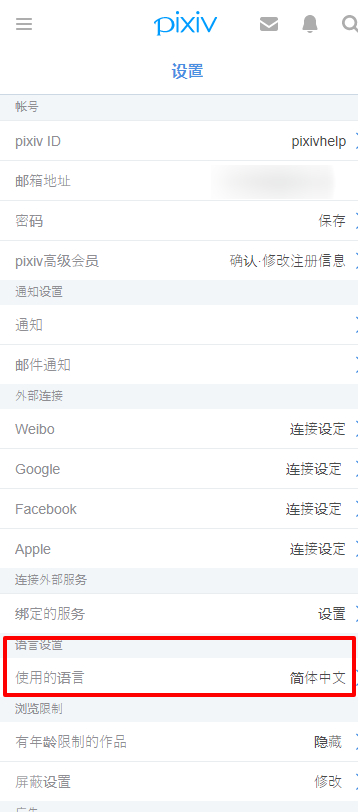 pixiv
设置
帐号
pixiv ID pixivhelp
邮箱地址
密码 保存
pixiv高级会员 确认·修改注册信息
通知设置
通知
邮件通知
外部连接
Weibo 连接设定
Google 连接设定
Facebook 连接设定
Apple 连接设定
连接外部服务
绑定的服务 设置
语言设置
使用的语言 简体中文
浏览限制
有年龄限制的作品 隐藏
屏蔽设置 修改